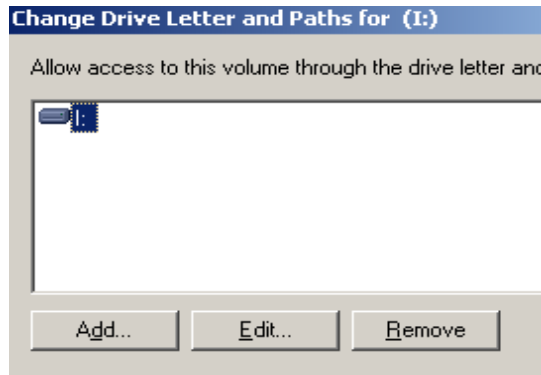 Change Drive Letter and Paths for (I:)
Allow access to this volume through the drive letter and
I:
Add... Edit... Remove